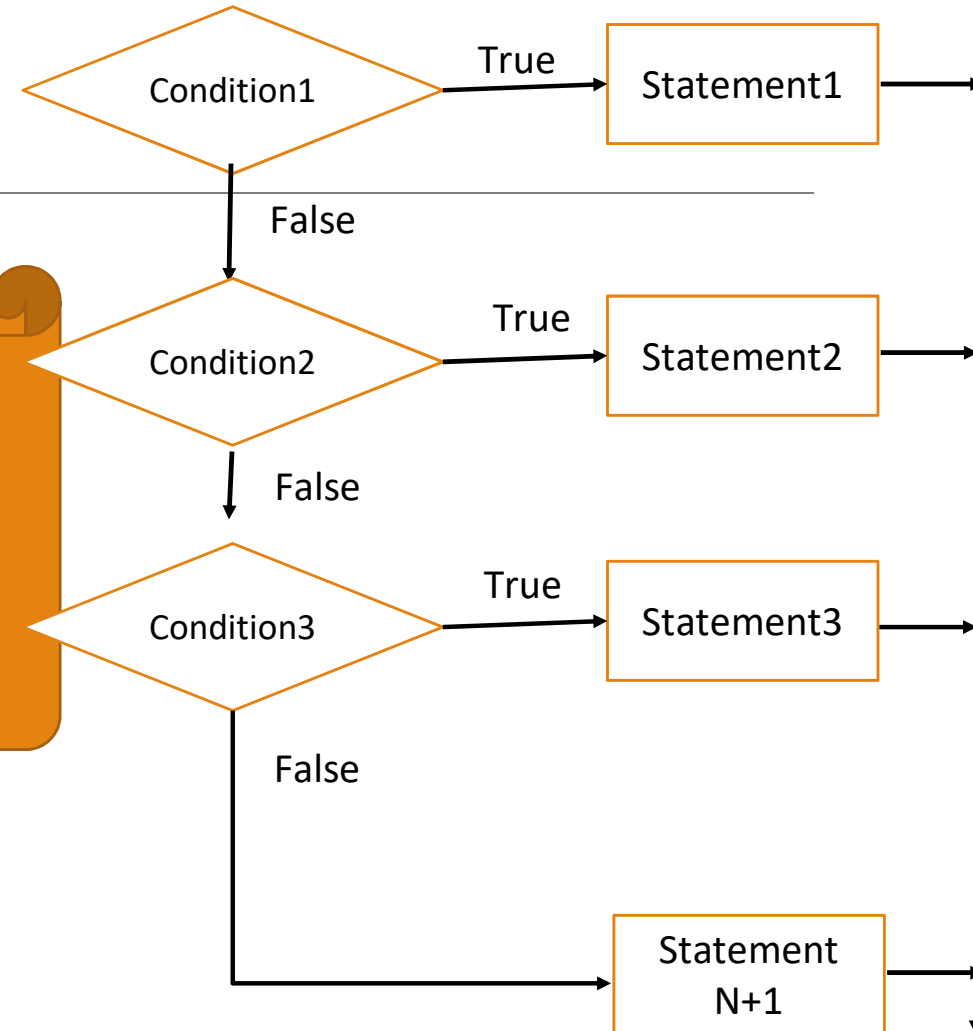 Condition1
True
Statement1
False
Condition2
True
Statement2
False
Condition3
True
Statement3
False
Statement
N+1